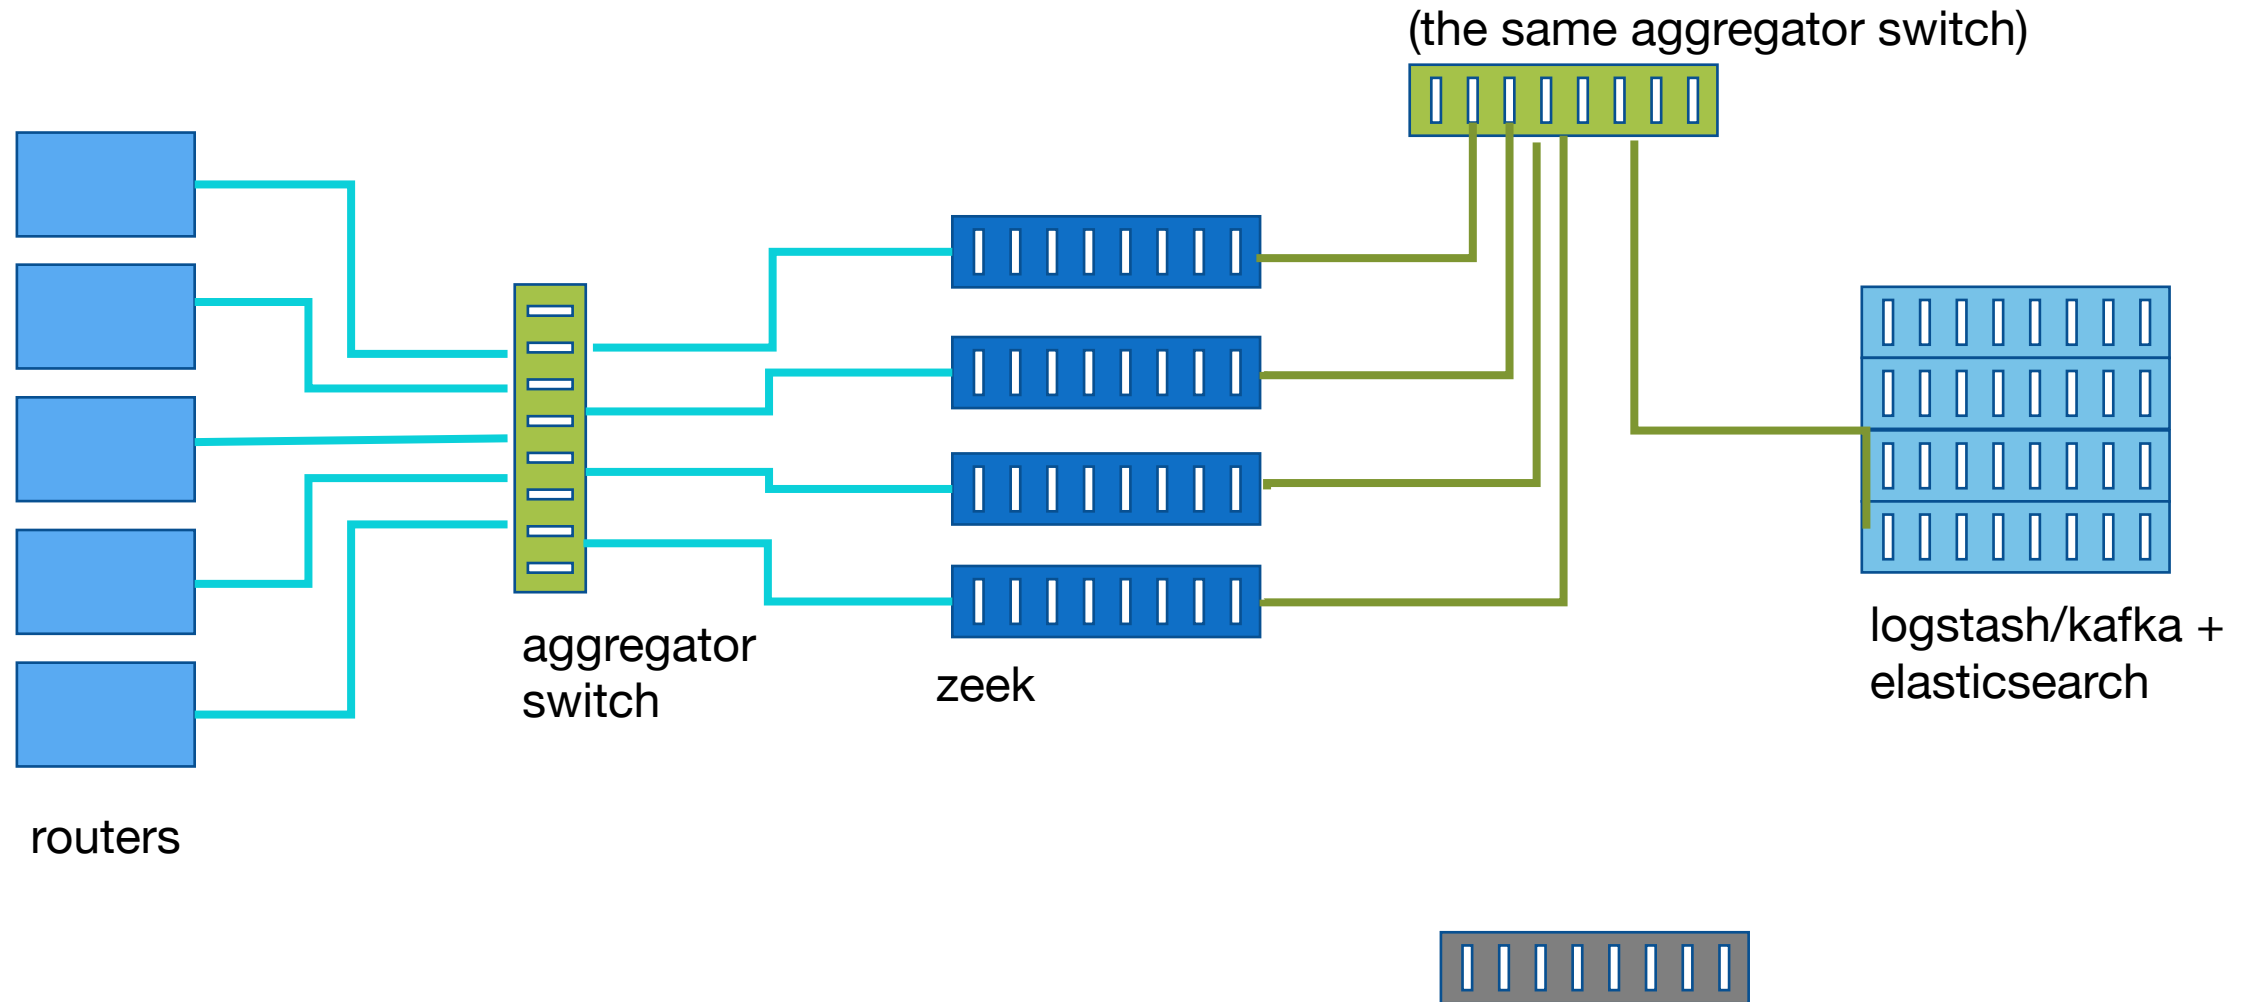 (the same aggregator switch)
aggregator
switch
zeek
logstash/kafka +
elasticsearch
routers